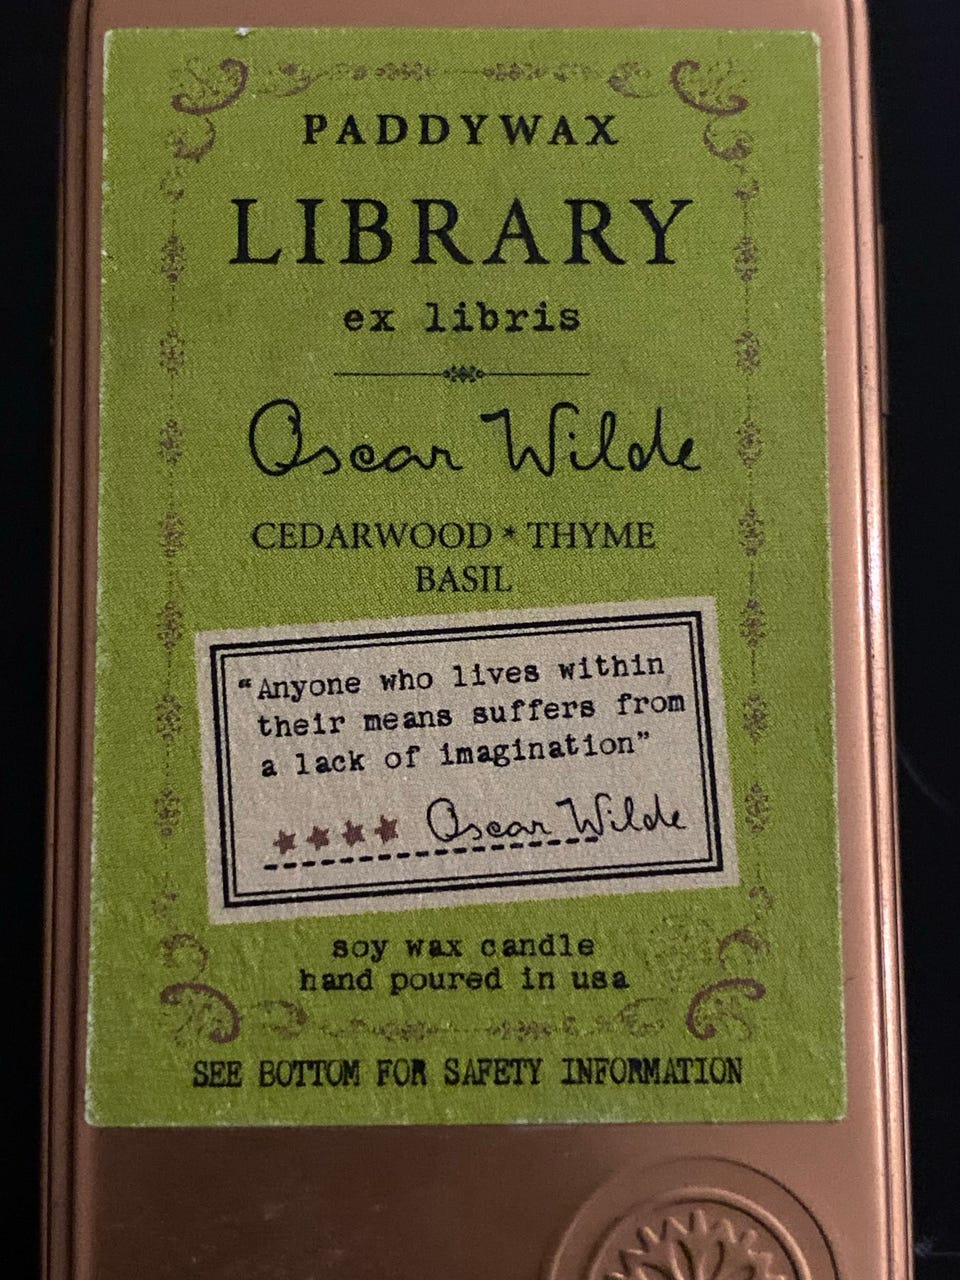 PADDYWAX
LIBRARY
ex libris
Oscar Wilde
CEDARWOOD * THYME
BASIL
“Anyone who lives within
their means suffers from
a lack of imagination”
Oscar Wilde
soy wax candle
hand poured in usa
SEE BOTTOM FOR SAFETY INFORMATION